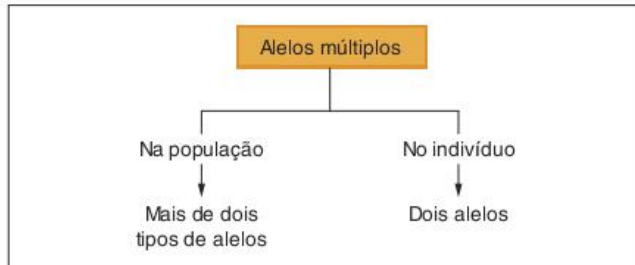 Alelos múltiplos
Na população
No indivíduo
Mais de dois
tipos de alelos
Dois alelos